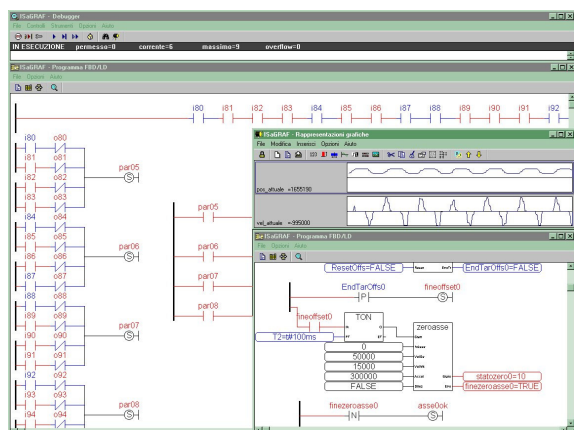 ISaGRAF - Debugger
File Comandi Strumenti Opzioni Aiuto
IN ESECUZIONE permesso=0 corrente=6 massimo=9 overflow=0
ISaGRAF - Programma FBD/LD
File Opzioni Aiuto
i80 i81 i82 i83 i84 i85 i86 i87 i88 i89 i90 i91 i92
i80 o80
i81 o81
i82 o82
i83 o83
par05
i84 o84
i85 o85
i86 o86
i87 o87
par06
i88 o88
i89 o89
i90 o90
i91 o91
par07
i92 o92
i93 o93
i94 o94
par08
par05
par06
par07
par08
ISaGRAF - Rappresentazioni grafiche
File Modifica Inserisci Opzioni Aiuto
pos_attuale =1655190
vel_attuale =-995000
ISaGRAF - Programma FBD/LD
File Opzioni Aiuto
ResetOffs=FALSE EndTarOffs0=FALSE
EndTarOffs0 fineoffset0
P S
fineoffset0 TON
T2=t#100ms
zeroasse
0
50000
15000
300000 Accel statozero0=10
FALSE finezeroasse0=TRUE
finezeroasse0 asse0ok
N S